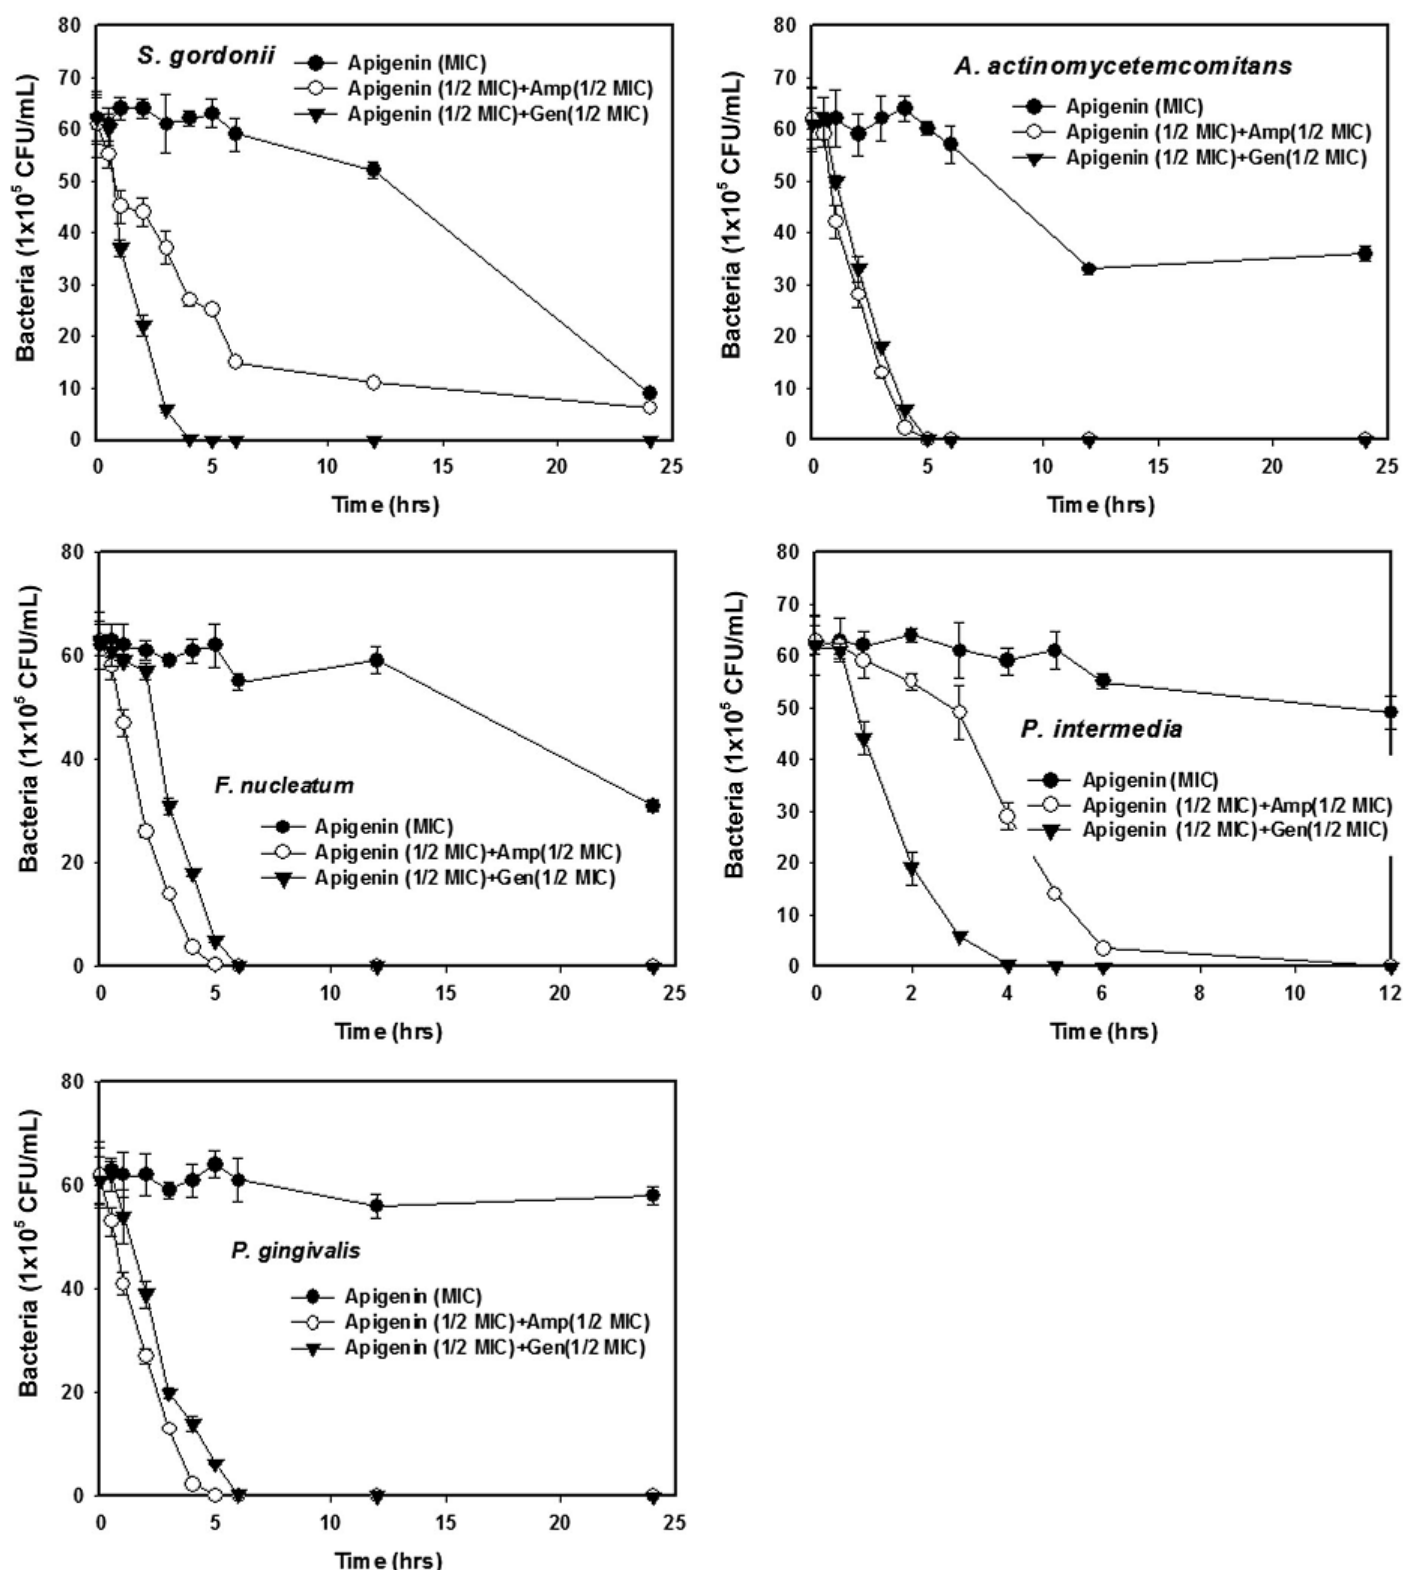 S. gordonii
Apigenin (MIC)
Apigenin (1/2 MIC)+Amp(1/2 MIC)
Apigenin (1/2 MIC)+Gen(1/2 MIC)
Bacteria (1x10⁵ CFU/mL)
80
70
60
50
40
30
20
10
0
0 5 10 15 20 25
Time (hrs)
A. actinomycetemcomitans
Apigenin (MIC)
Apigenin (1/2 MIC)+Amp(1/2 MIC)
Apigenin (1/2 MIC)+Gen(1/2 MIC)
Bacteria (1x10⁵ CFU/mL)
80
70
60
50
40
30
20
10
0
0 5 10 15 20 25
Time (hrs)
F. nucleatum
Apigenin (MIC)
Apigenin (1/2 MIC)+Amp(1/2 MIC)
Apigenin (1/2 MIC)+Gen(1/2 MIC)
Bacteria (1x10⁵ CFU/mL)
80
60
40
20
0
0 5 10 15 20 25
Time (hrs)
P. intermedia
Apigenin (MIC)
Apigenin (1/2 MIC)+Amp(1/2 MIC)
Apigenin (1/2 MIC)+Gen(1/2 MIC)
Bacteria (1x10⁵ CFU/mL)
80
70
60
50
40
30
20
10
0
0 2 4 6 8 10 12
Time (hrs)
P. gingivalis
Apigenin (MIC)
Apigenin (1/2 MIC)+Amp(1/2 MIC)
Apigenin (1/2 MIC)+Gen(1/2 MIC)
Bacteria (1x10⁵ CFU/mL)
80
60
40
20
0
0 5 10 15 20 25
Time (hrs)